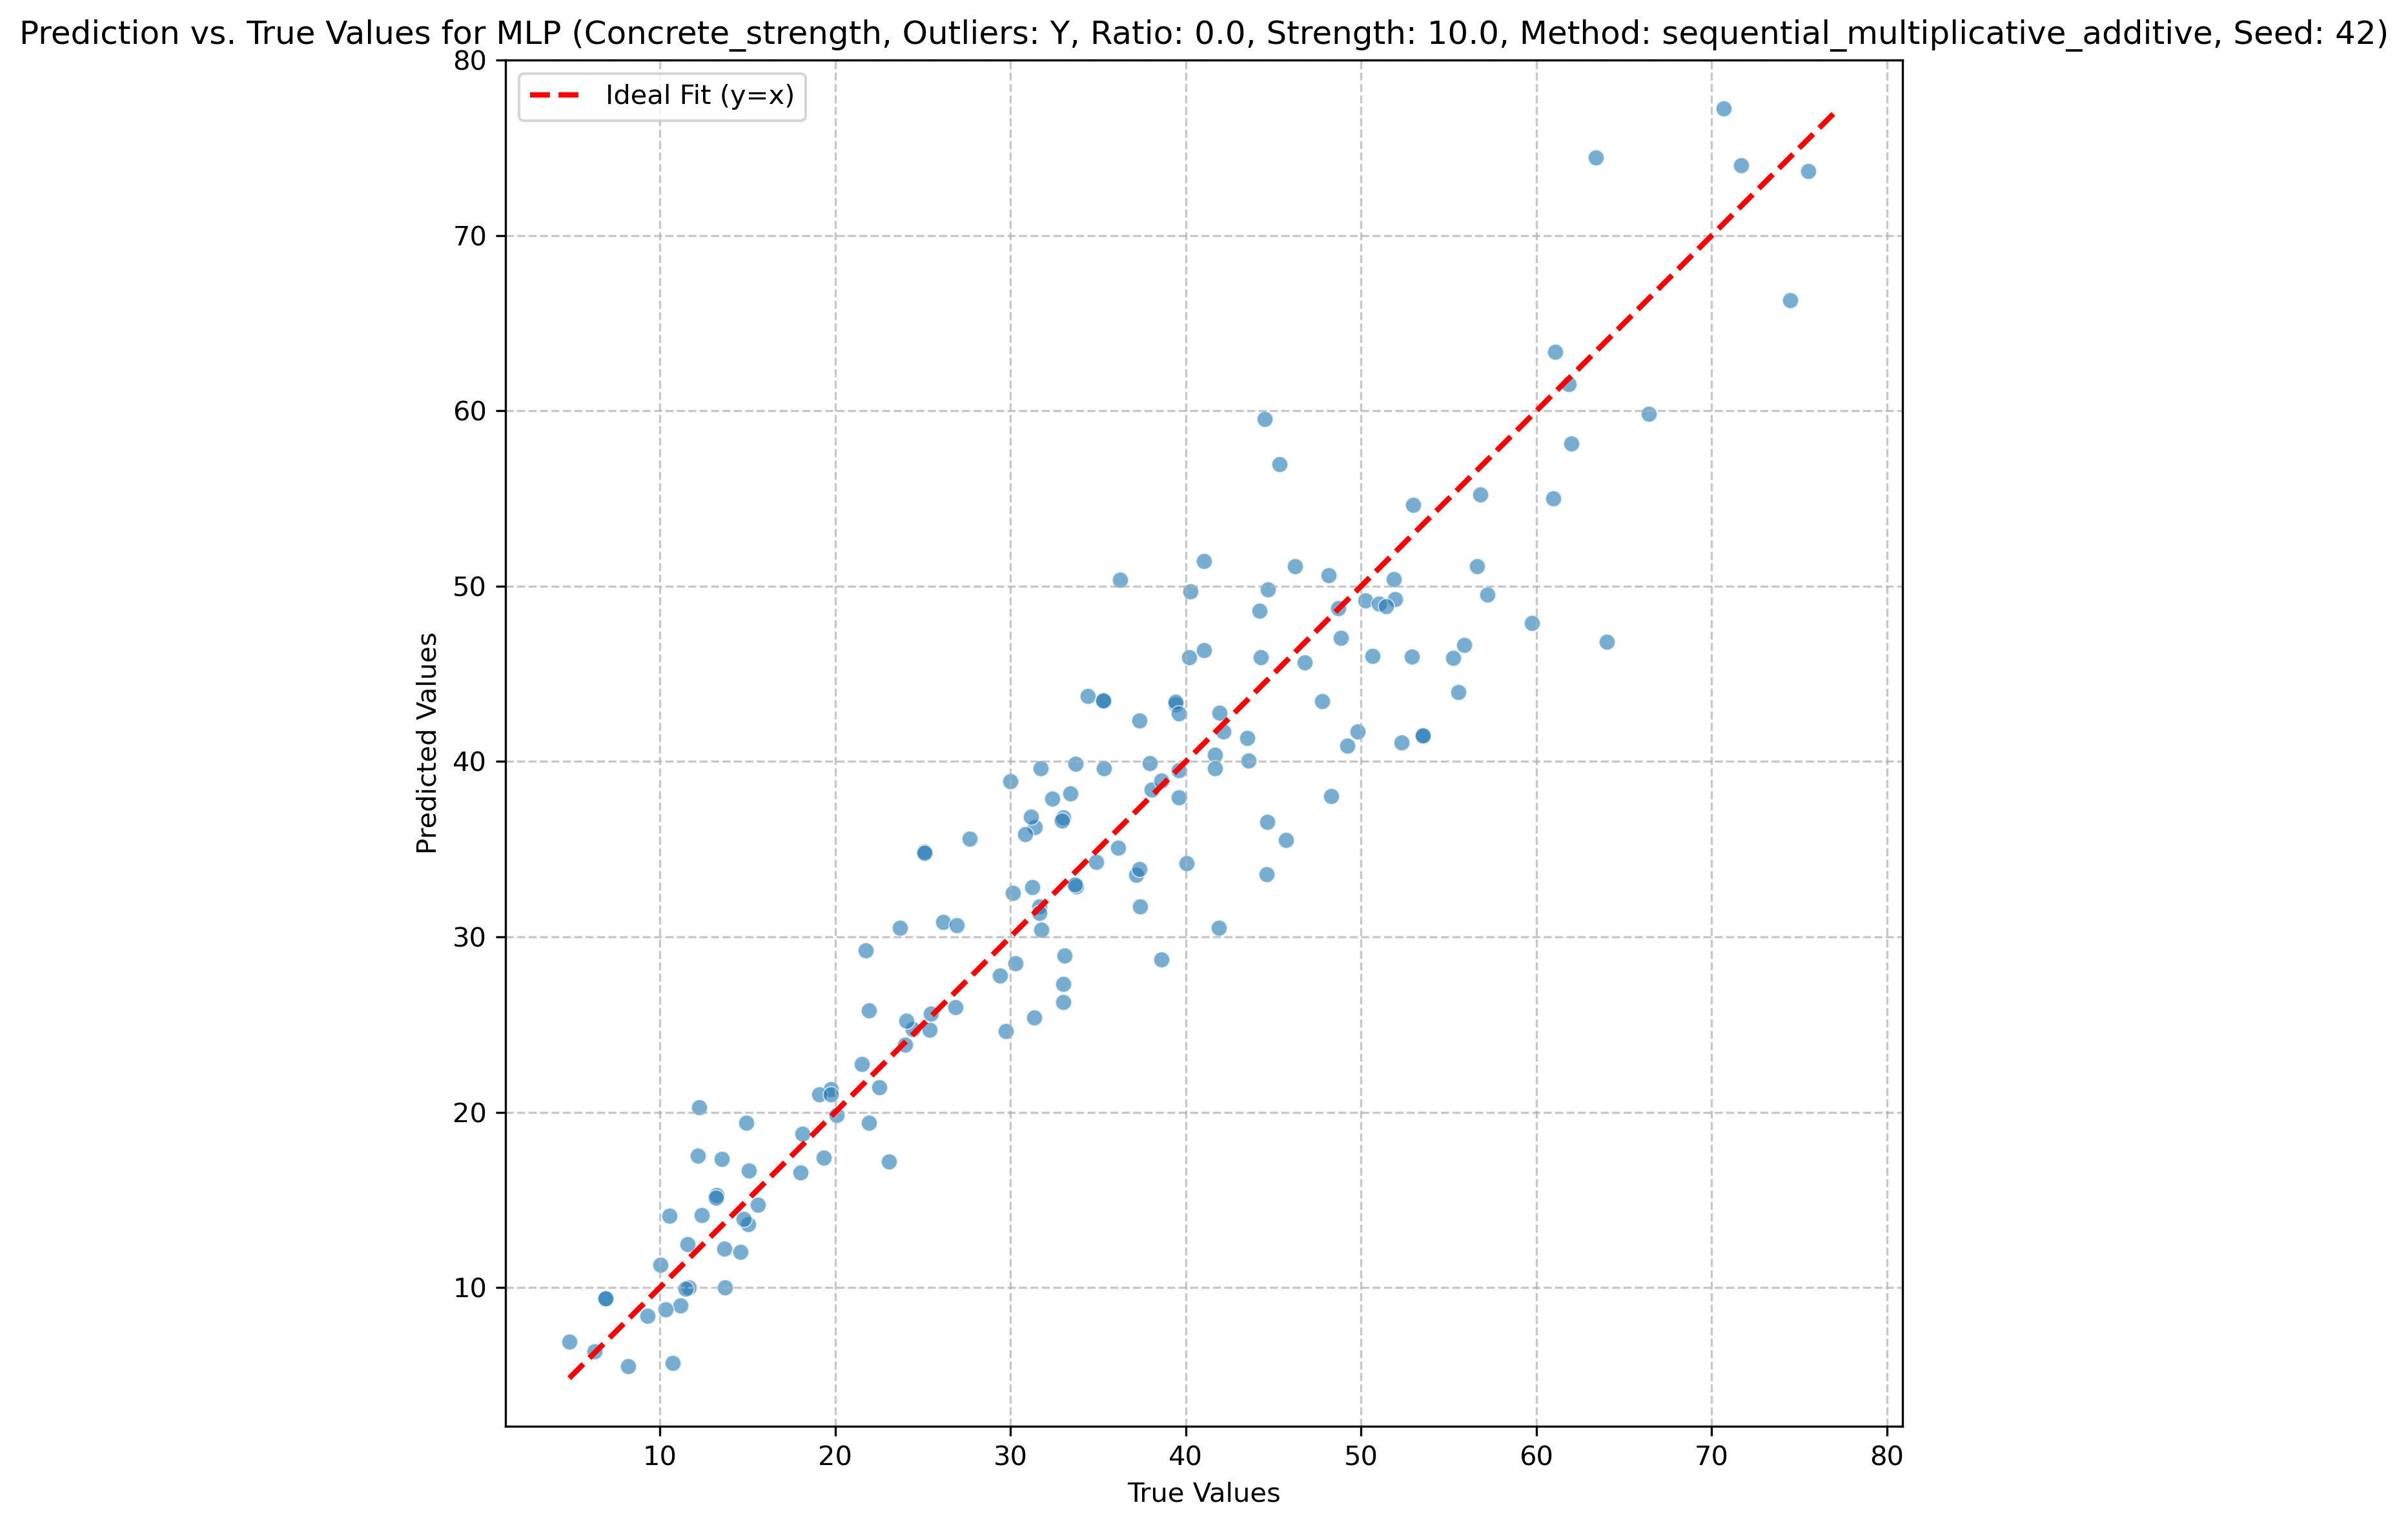 Prediction vs. True Values for MLP (Concrete_strength, Outliers: Y, Ratio: 0.0, Strength: 10.0, Method: sequential_multiplicative_additive, Seed: 42)
Ideal Fit (y=x)
80
70
60
50
40
30
20
10
Predicted Values
10 20 30 40 50 60 70 80
True Values